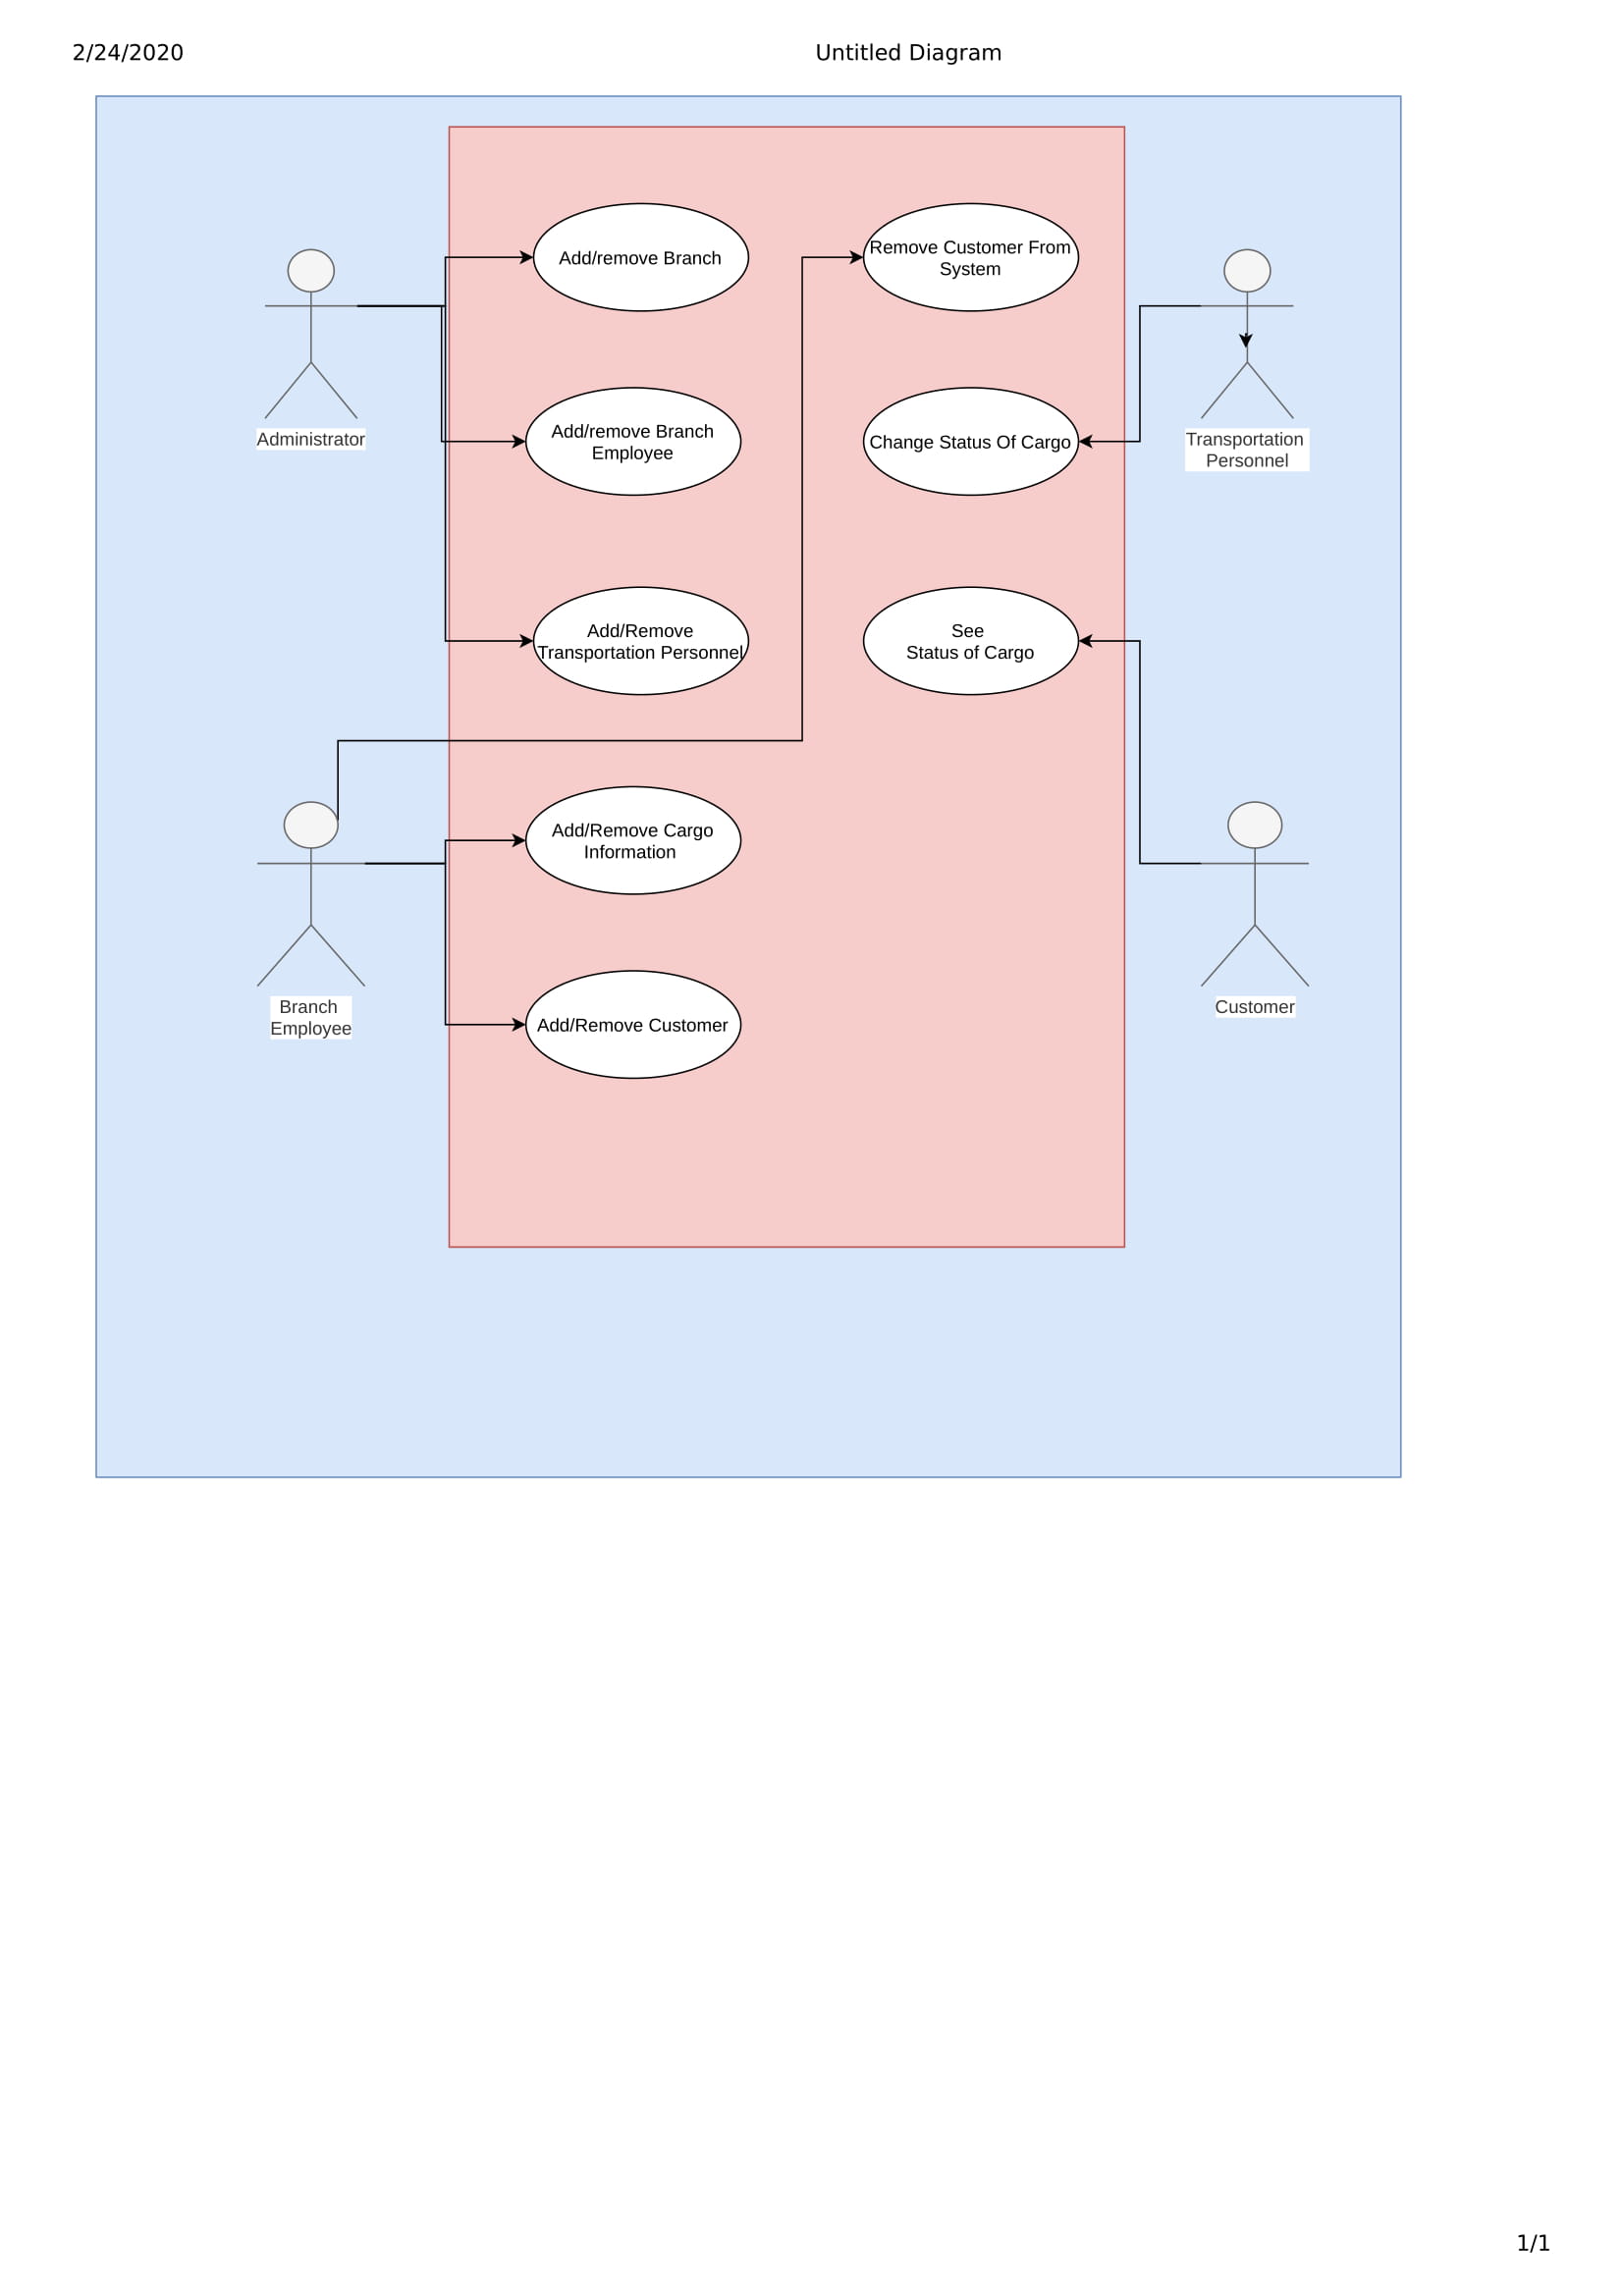 2/24/2020
Untitled Diagram
Add/remove Branch
Remove Customer From
System
Administrator
Add/remove Branch
Employee
Change Status Of Cargo
Transportation
Personnel
Add/Remove
Transportation Personnel
See
Status of Cargo
Add/Remove Cargo
Information
Branch
Employee
Add/Remove Customer
Customer
1/1